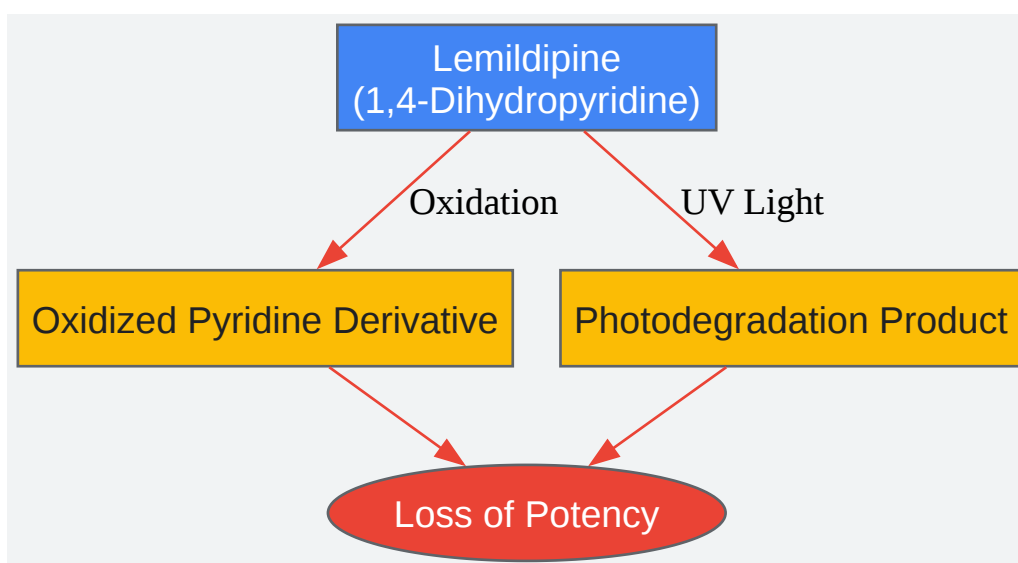 Lemildipine
(1,4-Dihydropyridine)
Oxidation
UV Light
Oxidized Pyridine Derivative
Photodegradation Product
Loss of Potency